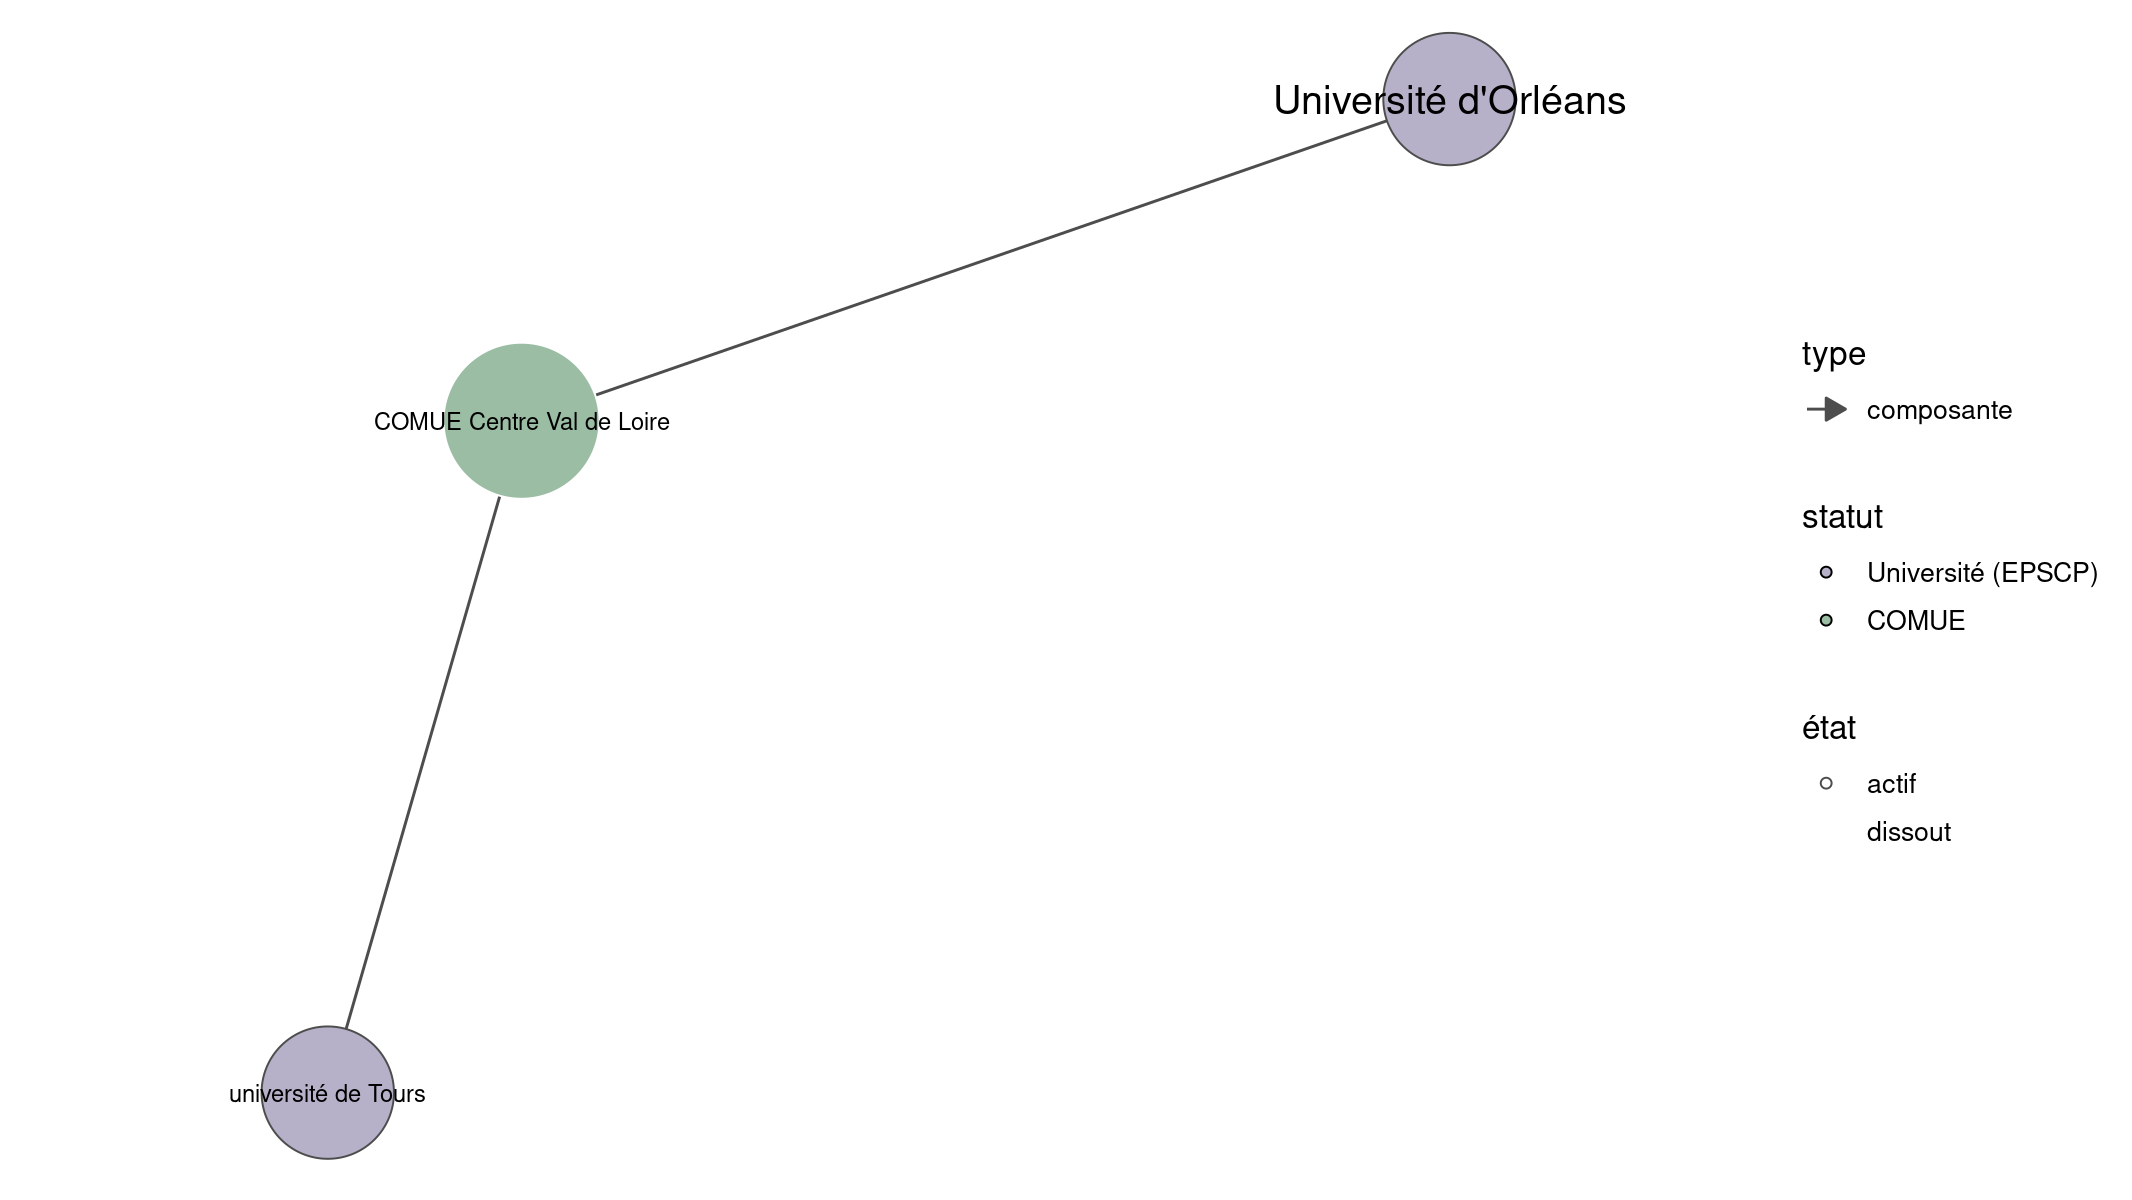 Université d'Orléans
COMUE Centre Val de Loire
université de Tours
type
composante
statut
Université (EPSCP)
COMUE
état
actif
dissout